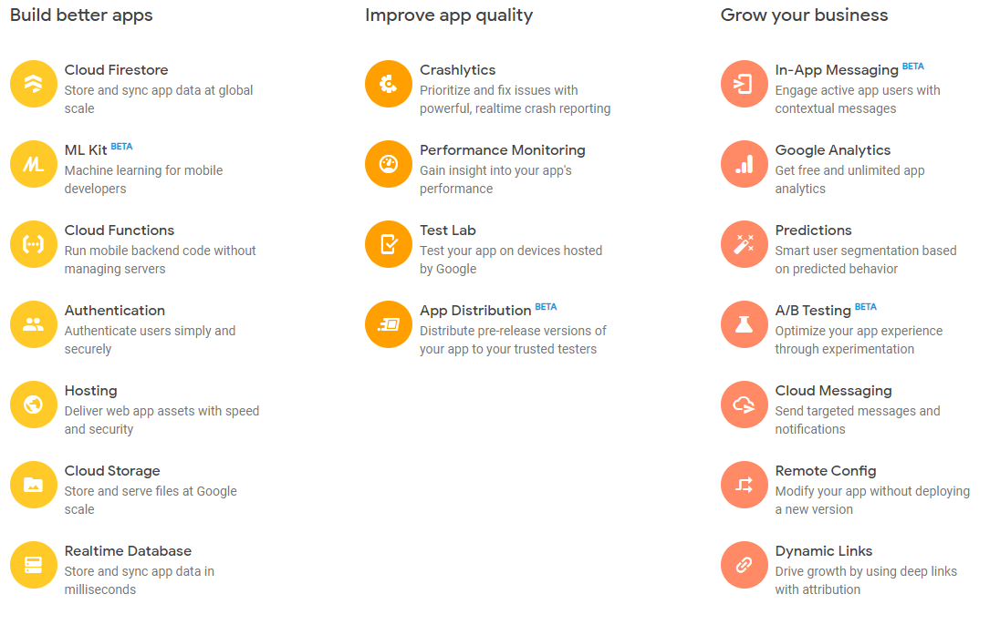 Build better apps
Cloud Firestore
Store and sync app data at global
scale
ML Kit BETA
Machine learning for mobile
developers
Cloud Functions
Run mobile backend code without
managing servers
Authentication
Authenticate users simply and
securely
Hosting
Deliver web app assets with speed
and security
Cloud Storage
Store and serve files at Google
scale
Realtime Database
Store and sync app data in
milliseconds
Improve app quality
Crashlytics
Prioritize and fix issues with
powerful, realtime crash reporting
Performance Monitoring
Gain insight into your app's
performance
Test Lab
Test your app on devices hosted
by Google
App Distribution BETA
Distribute pre-release versions of
your app to your trusted testers
Grow your business
In-App Messaging BETA
Engage active app users with
contextual messages
Google Analytics
Get free and unlimited app
analytics
Predictions
Smart user segmentation based
on predicted behavior
A/B Testing BETA
Optimize your app experience
through experimentation
Cloud Messaging
Send targeted messages and
notifications
Remote Config
Modify your app without deploying
a new version
Dynamic Links
Drive growth by using deep links
with attribution